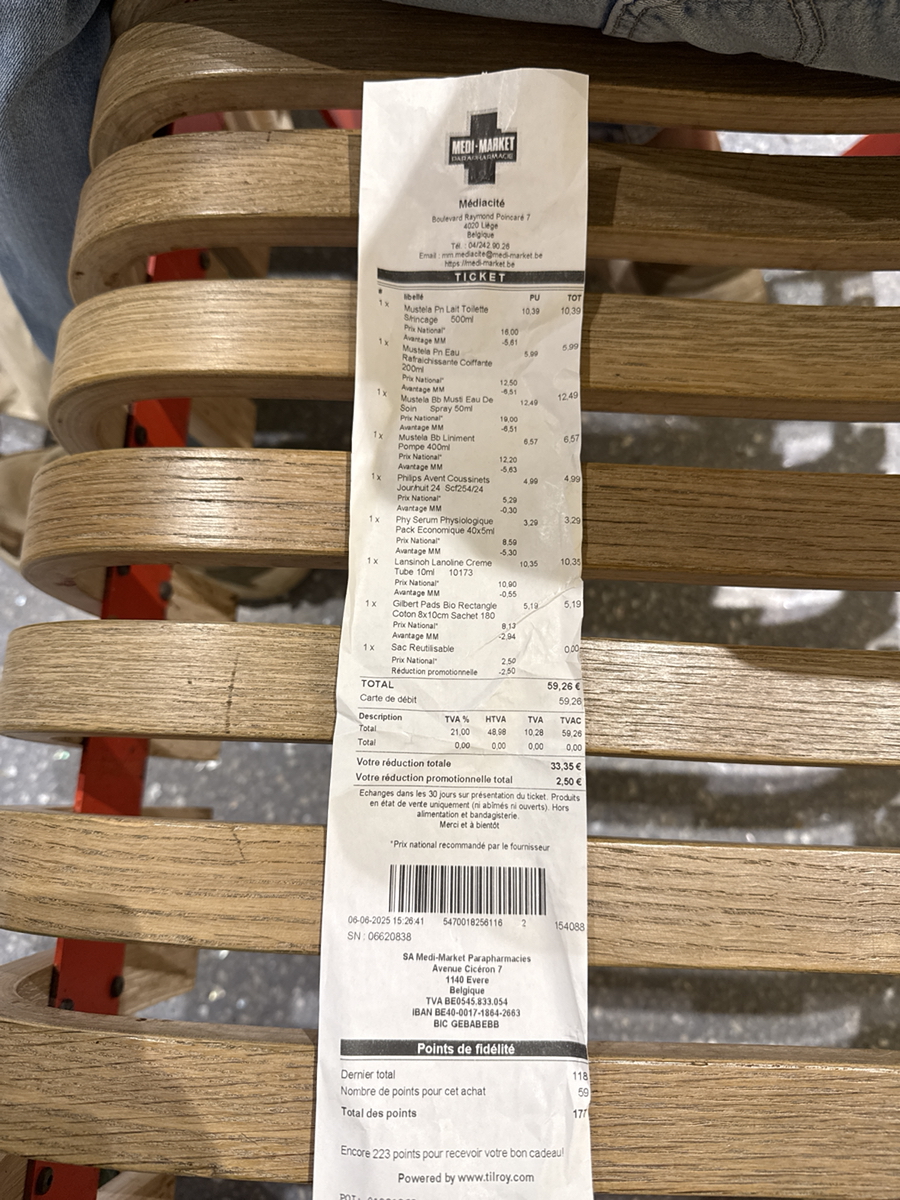 MEDI-MARKET
PARAPHARMACIE
Médiacité
Boulevard Raymond Poincaré 7
4020 Liège
Belgique
Tél. : 04/242.90.26
Email : mm.mediacite@medi-market.be
https://medi-market.be
TICKET
# libellé PU TOT
1 x Mustela Pn Lait Toilette 10,39 10,39
S/rincage 500ml
Prix National* 16,00
Avantage MM -5,61
1 x Mustela Pn Eau 5,99 5,99
Rafraichissante Coiffante
200ml
Prix National* 12,50
Avantage MM -6,51
1 x Mustela Bb Musti Eau De 12,49 12,49
Soin Spray 50ml
Prix National* 19,00
Avantage MM -6,51
1 x Mustela Bb Liniment 6,57 6,57
Pompe 400ml
Prix National* 12,20
Avantage MM -5,63
1 x Philips Avent Coussinets 4,99 4,99
Jour/nuit 24 Scf254/24
Prix National* 5,29
Avantage MM -0,30
1 x Phy Serum Physiologique 3,29 3,29
Pack Economique 40x5ml
Prix National* 8,59
Avantage MM -5,30
1 x Lansinoh Lanoline Creme 10,35 10,35
Tube 10ml 10173
Prix National* 10,90
Avantage MM -0,55
1 x Gilbert Pads Bio Rectangle 5,19 5,19
Coton 8x10cm Sachet 180
Prix National* 8,13
Avantage MM -2,94
1 x Sac Reutilisable 0,00
Prix National* 2,50
Réduction promotionnelle -2,50
TOTAL 59,26 €
Carte de débit 59,26
Description TVA % HTVA TVA TVAC
Total 21,00 48,98 10,28 59,26
Total 0,00 0,00 0,00 0,00
Votre réduction totale 33,35 €
Votre réduction promotionnelle total 2,50 €
Echanges dans les 30 jours sur présentation du ticket. Produits
en état de vente uniquement (ni abîmés ni ouverts). Hors
alimentation et bandagisterie.
Merci et à bientôt
*Prix national recommandé par le fournisseur
06-06-2025 15:26:41 5470018256116 2 154088
SN : 06620838
SA Medi-Market Parapharmacies
Avenue Cicéron 7
1140 Evere
Belgique
TVA BE0545.833.054
IBAN BE40-0017-1864-2663
BIC GEBABEBB
Points de fidélité
Dernier total 118
Nombre de points pour cet achat 59
Total des points 177
Encore 223 points pour recevoir votre bon cadeau!
Powered by www.tilroy.com